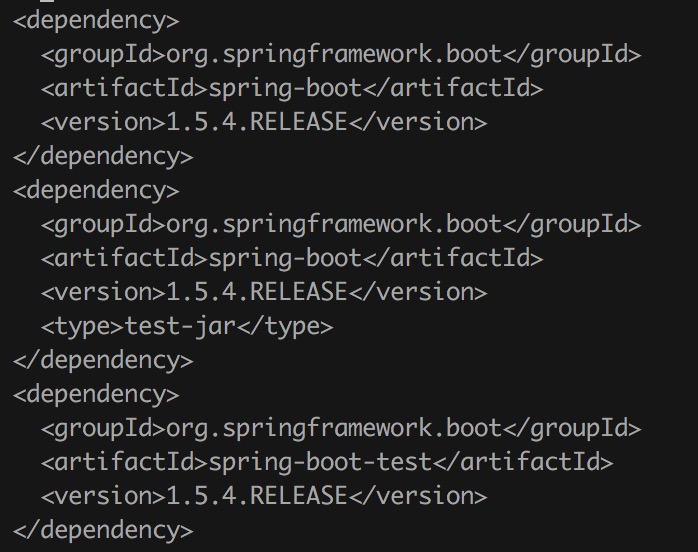 <dependency>
  <groupId>org.springframework.boot</groupId>
  <artifactId>spring-boot</artifactId>
  <version>1.5.4.RELEASE</version>
</dependency>
<dependency>
  <groupId>org.springframework.boot</groupId>
  <artifactId>spring-boot</artifactId>
  <version>1.5.4.RELEASE</version>
  <type>test-jar</type>
</dependency>
<dependency>
  <groupId>org.springframework.boot</groupId>
  <artifactId>spring-boot-test</artifactId>
  <version>1.5.4.RELEASE</version>
</dependency>